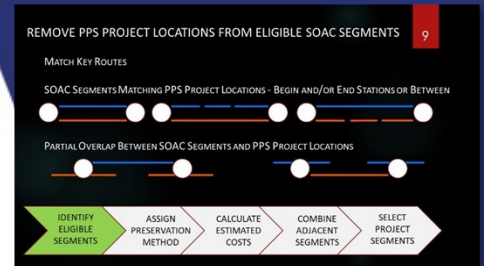 REMOVE PPS PROJECT LOCATIONS FROM ELIGIBLE SOAC SEGMENTS
9
MATCH KEY ROUTES
SOAC SEGMENTS MATCHING PPS PROJECT LOCATIONS - BEGIN AND/OR END STATIONS OR BETWEEN
PARTIAL OVERLAP BETWEEN SOAC SEGMENTS AND PPS PROJECT LOCATIONS
IDENTIFY
ELIGIBLE
SEGMENTS
ASSIGN
PRESERVATION
METHOD
CALCULATE
ESTIMATED
COSTS
COMBINE
ADJACENT
SEGMENTS
SELECT
PROJECT
SEGMENTS